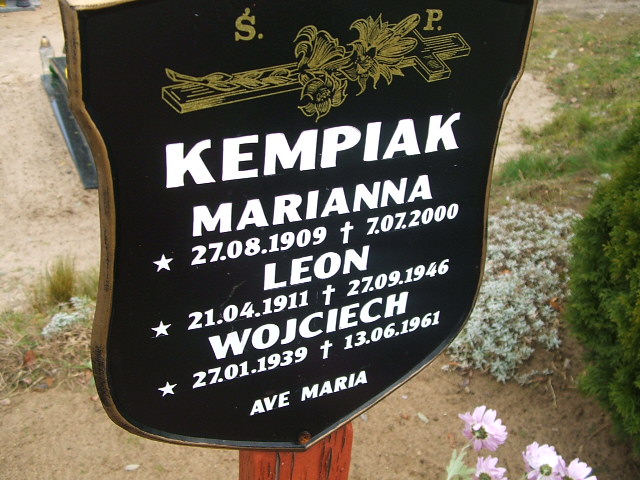 Ś. P.
KEMPIAK
MARIANNA
★ 27.08.1909 † 7.07.2000
LEON
★ 21.04.1911 † 27.09.1946
WOJCIECH
★ 27.01.1939 † 13.06.1961
AVE MARIA